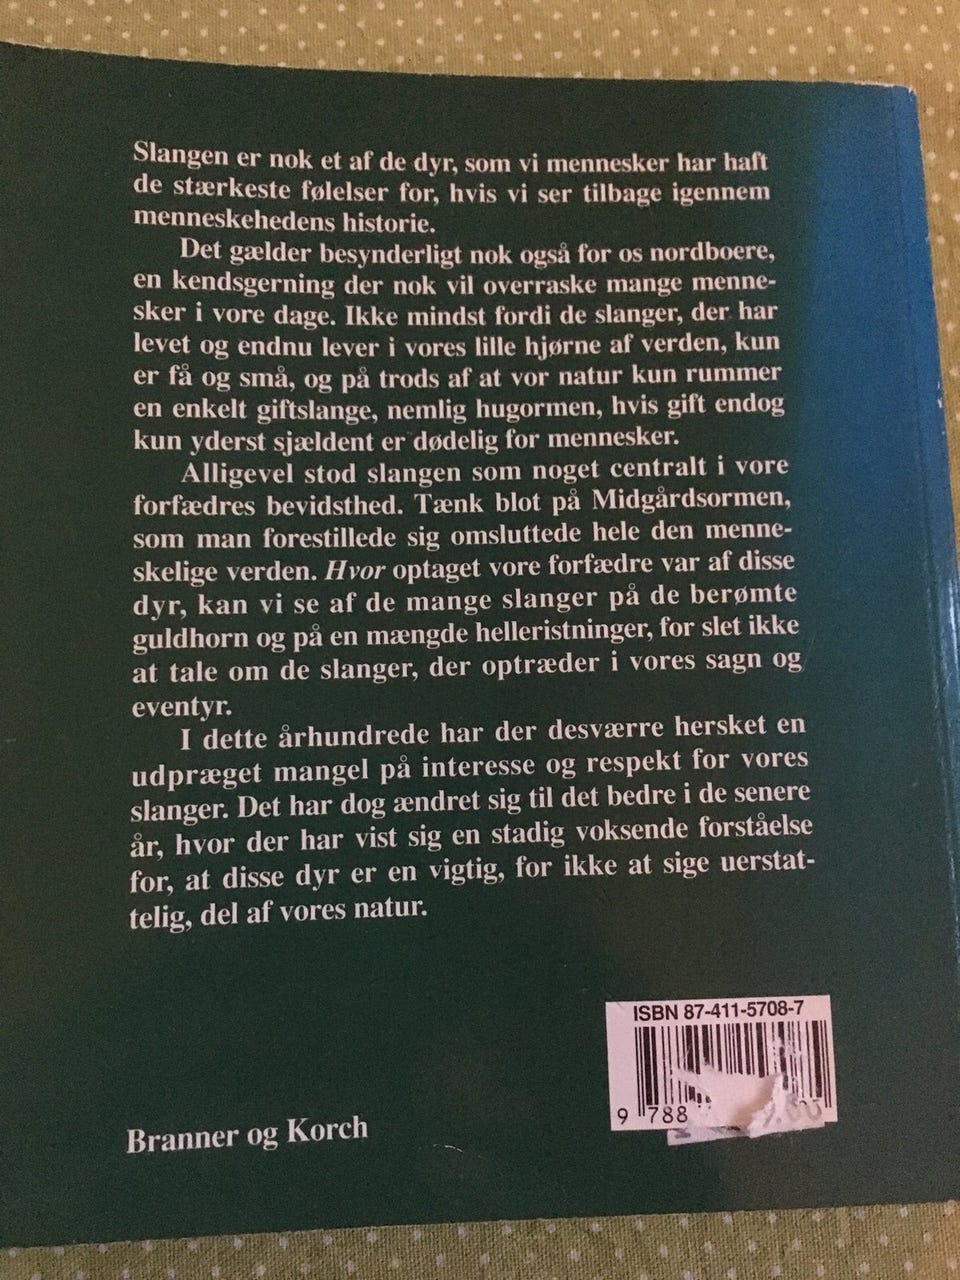 Slangen er nok et af de dyr, som vi mennesker har haft
de stærkeste følelser for, hvis vi ser tilbage igennem
menneskehedens historie.
Det gælder besynderligt nok også for os nordboere,
en kendsgerning der nok vil overraske mange menne-
sker i vore dage. Ikke mindst fordi de slanger, der har
levet og endnu lever i vores lille hjørne af verden, kun
er få og små, og på trods af at vor natur kun rummer
en enkelt giftslange, nemlig hugormen, hvis gift endog
kun yderst sjældent er dødelig for mennesker.
Alligevel stod slangen som noget centralt i vore
forfædres bevidsthed. Tænk blot på Midgårdsormen,
som man forestillede sig omsluttede hele den menne-
skelige verden. Hvor optaget vore forfædre var af disse
dyr, kan vi se af de mange slanger på de berømte
guldhorn og på en mængde helleristninger, for slet ikke
at tale om de slanger, der optræder i vores sagn og
eventyr.
I dette århundrede har der desværre hersket en
udpræget mangel på interesse og respekt for vores
slanger. Det har dog ændret sig til det bedre i de senere
år, hvor der har vist sig en stadig voksende forståelse
for, at disse dyr er en vigtig, for ikke at sige uerstat-
telig, del af vores natur.
ISBN 87-411-5708-7
9 788
Branner og Korch